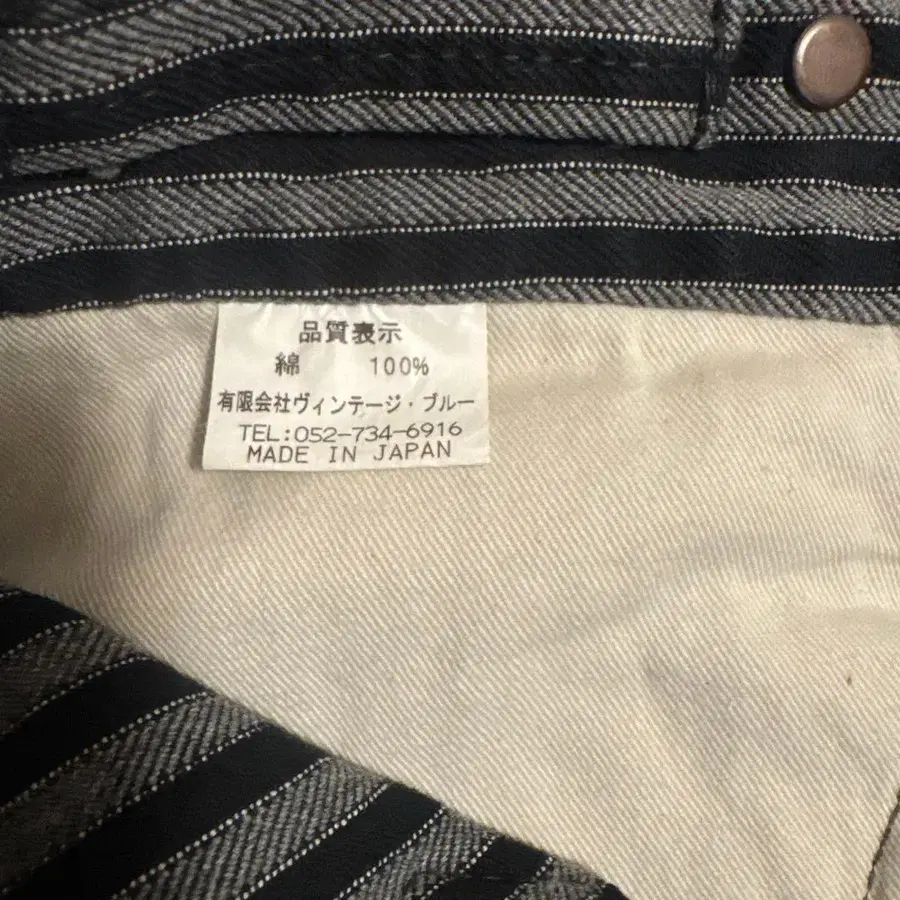 品質表示
綿 100%
有限会社ヴィンテージ・ブルー
TEL:052-734-6916
MADE IN JAPAN